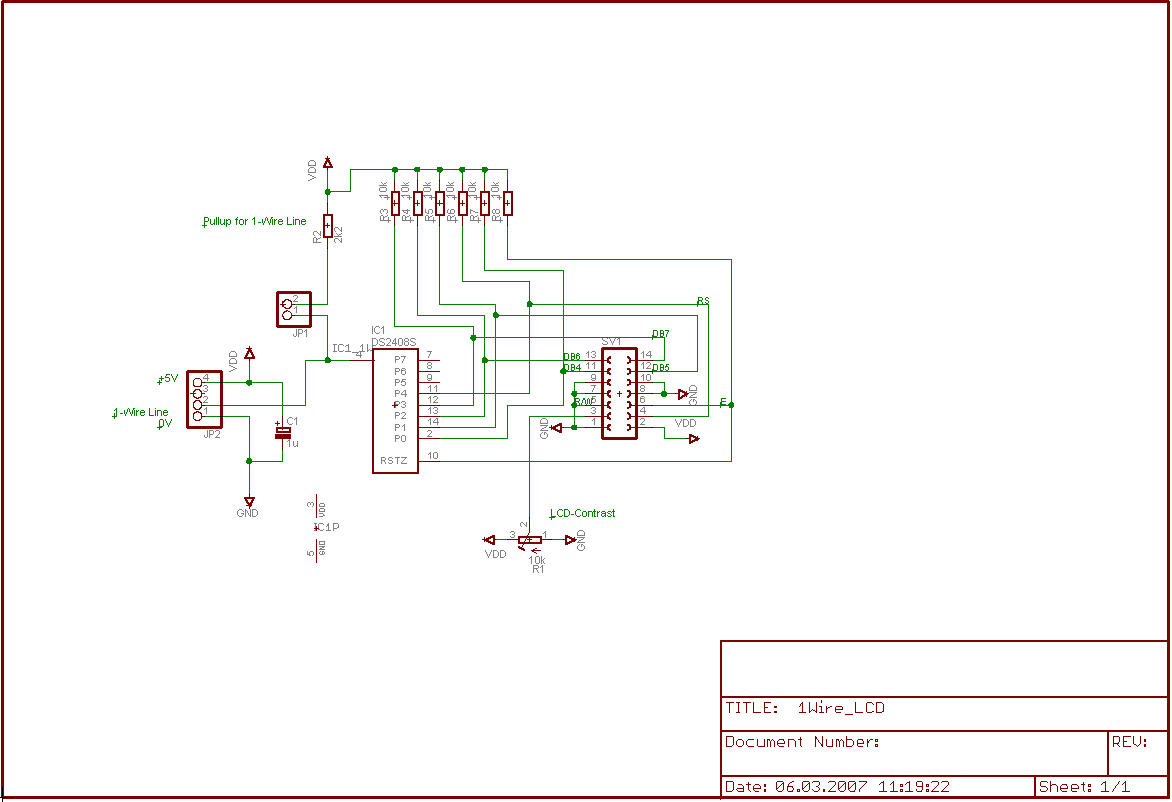 VDD
10k 10k 10k 10k 10k 10k
R3 R4 R5 R6 R7 R8
Pullup for 1-Wire Line
R2
2k2
2
1
JP1
RS
IC1
DS2408S
IC1_1W
4
P7 7
P6 8
P5 9
P4 11
P3 12
P2 13
P1 14
P0 2
RSTZ 10
SV1
DB7
DB6 13 14
DB4 11 12 DB5
9 10
7 8 GND
R/W 5 6 E
3 4
1 2 VDD
GND
VDD
+5V
4
3
2
1
1-Wire Line
0V
JP2
C1
1u
GND
3
VDD
IC1P
5
GND
LCD-Contrast
2
3 1
VDD
GND
10k
R1
TITLE: 1Wire_LCD
Document Number:
REV:
Date: 06.03.2007 11:19:22
Sheet: 1/1